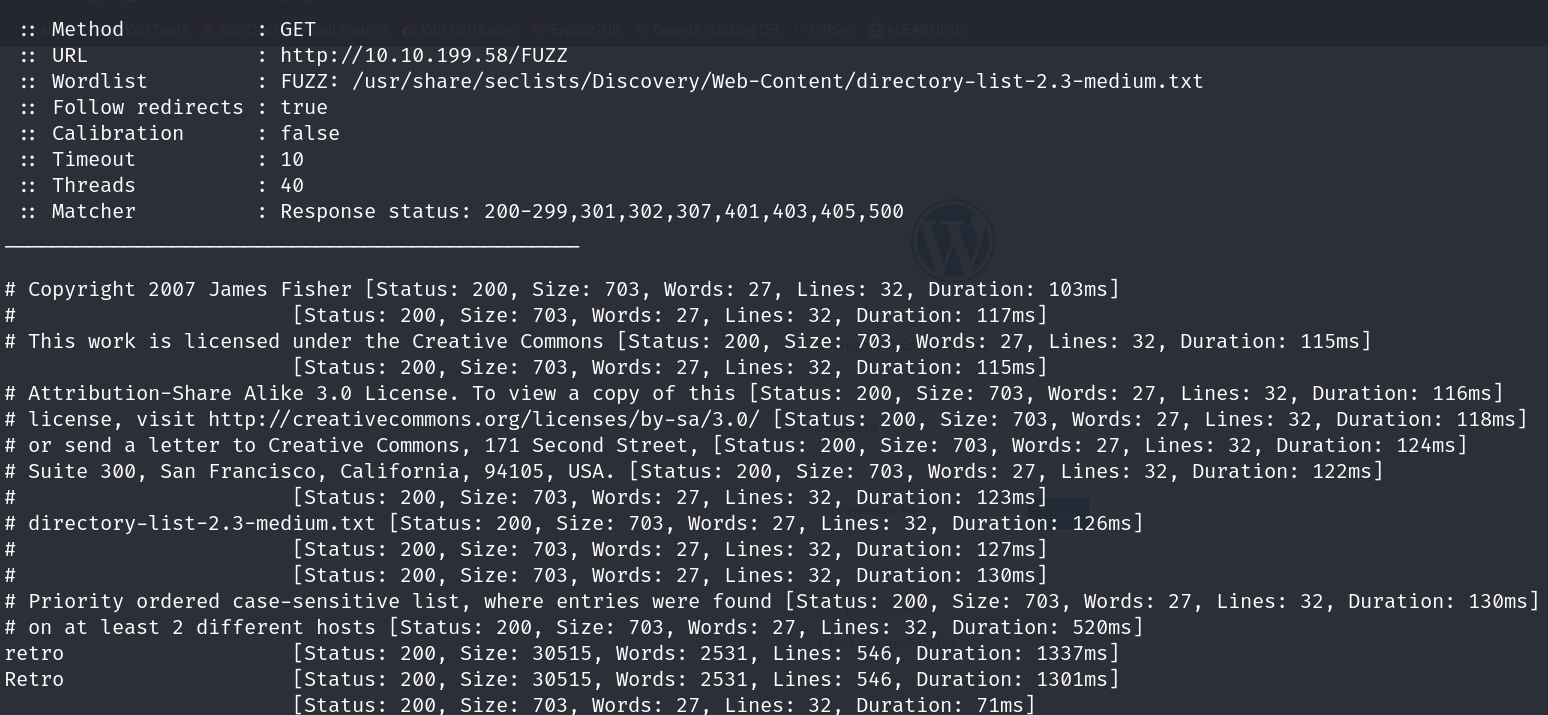 Kali Tools Kali Docs Kali Forums Kali NetHunter Exploit-DB Google Hacking DB OffSec eLEARNING
:: Method : GET
:: URL : http://10.10.199.58/FUZZ
:: Wordlist : FUZZ: /usr/share/seclists/Discovery/Web-Content/directory-list-2.3-medium.txt
:: Follow redirects : true
:: Calibration : false
:: Timeout : 10
:: Threads : 40
:: Matcher : Response status: 200-299,301,302,307,401,403,405,500
________________________________________________
# Copyright 2007 James Fisher [Status: 200, Size: 703, Words: 27, Lines: 32, Duration: 103ms]
# [Status: 200, Size: 703, Words: 27, Lines: 32, Duration: 117ms]
# This work is licensed under the Creative Commons [Status: 200, Size: 703, Words: 27, Lines: 32, Duration: 115ms]
[Status: 200, Size: 703, Words: 27, Lines: 32, Duration: 115ms]
# Attribution-Share Alike 3.0 License. To view a copy of this [Status: 200, Size: 703, Words: 27, Lines: 32, Duration: 116ms]
# license, visit http://creativecommons.org/licenses/by-sa/3.0/ [Status: 200, Size: 703, Words: 27, Lines: 32, Duration: 118ms]
# or send a letter to Creative Commons, 171 Second Street, [Status: 200, Size: 703, Words: 27, Lines: 32, Duration: 124ms]
# Suite 300, San Francisco, California, 94105, USA. [Status: 200, Size: 703, Words: 27, Lines: 32, Duration: 122ms]
# [Status: 200, Size: 703, Words: 27, Lines: 32, Duration: 123ms]
# directory-list-2.3-medium.txt [Status: 200, Size: 703, Words: 27, Lines: 32, Duration: 126ms]
# [Status: 200, Size: 703, Words: 27, Lines: 32, Duration: 127ms]
# [Status: 200, Size: 703, Words: 27, Lines: 32, Duration: 130ms]
# Priority ordered case-sensitive list, where entries were found [Status: 200, Size: 703, Words: 27, Lines: 32, Duration: 130ms]
# on at least 2 different hosts [Status: 200, Size: 703, Words: 27, Lines: 32, Duration: 520ms]
retro [Status: 200, Size: 30515, Words: 2531, Lines: 546, Duration: 1337ms]
Retro [Status: 200, Size: 30515, Words: 2531, Lines: 546, Duration: 1301ms]
[Status: 200, Size: 703, Words: 27, Lines: 32, Duration: 71ms]